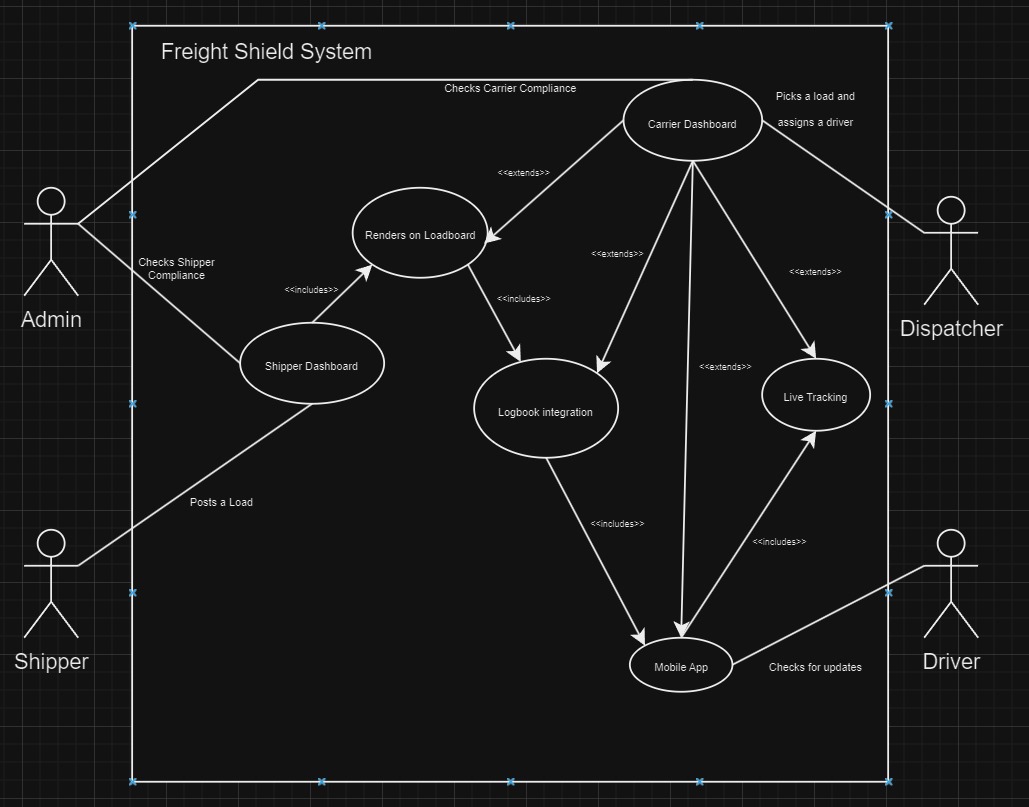 Freight Shield System
Checks Carrier Compliance
Picks a load and
assigns a driver
Carrier Dashboard
<<extends>>
Renders on Loadboard
<<extends>>
Checks Shipper
Compliance
<<extends>>
<<includes>>
<<includes>>
Admin
Dispatcher
Shipper Dashboard
<<extends>>
Live Tracking
Logbook integration
Posts a Load
<<includes>>
<<includes>>
Shipper
Mobile App
Checks for updates
Driver